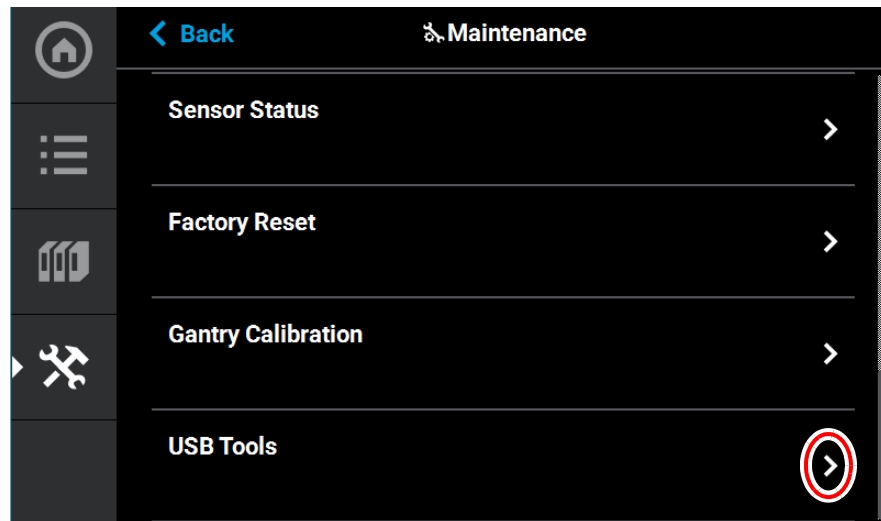 Back
Maintenance
Sensor Status
Factory Reset
Gantry Calibration
USB Tools